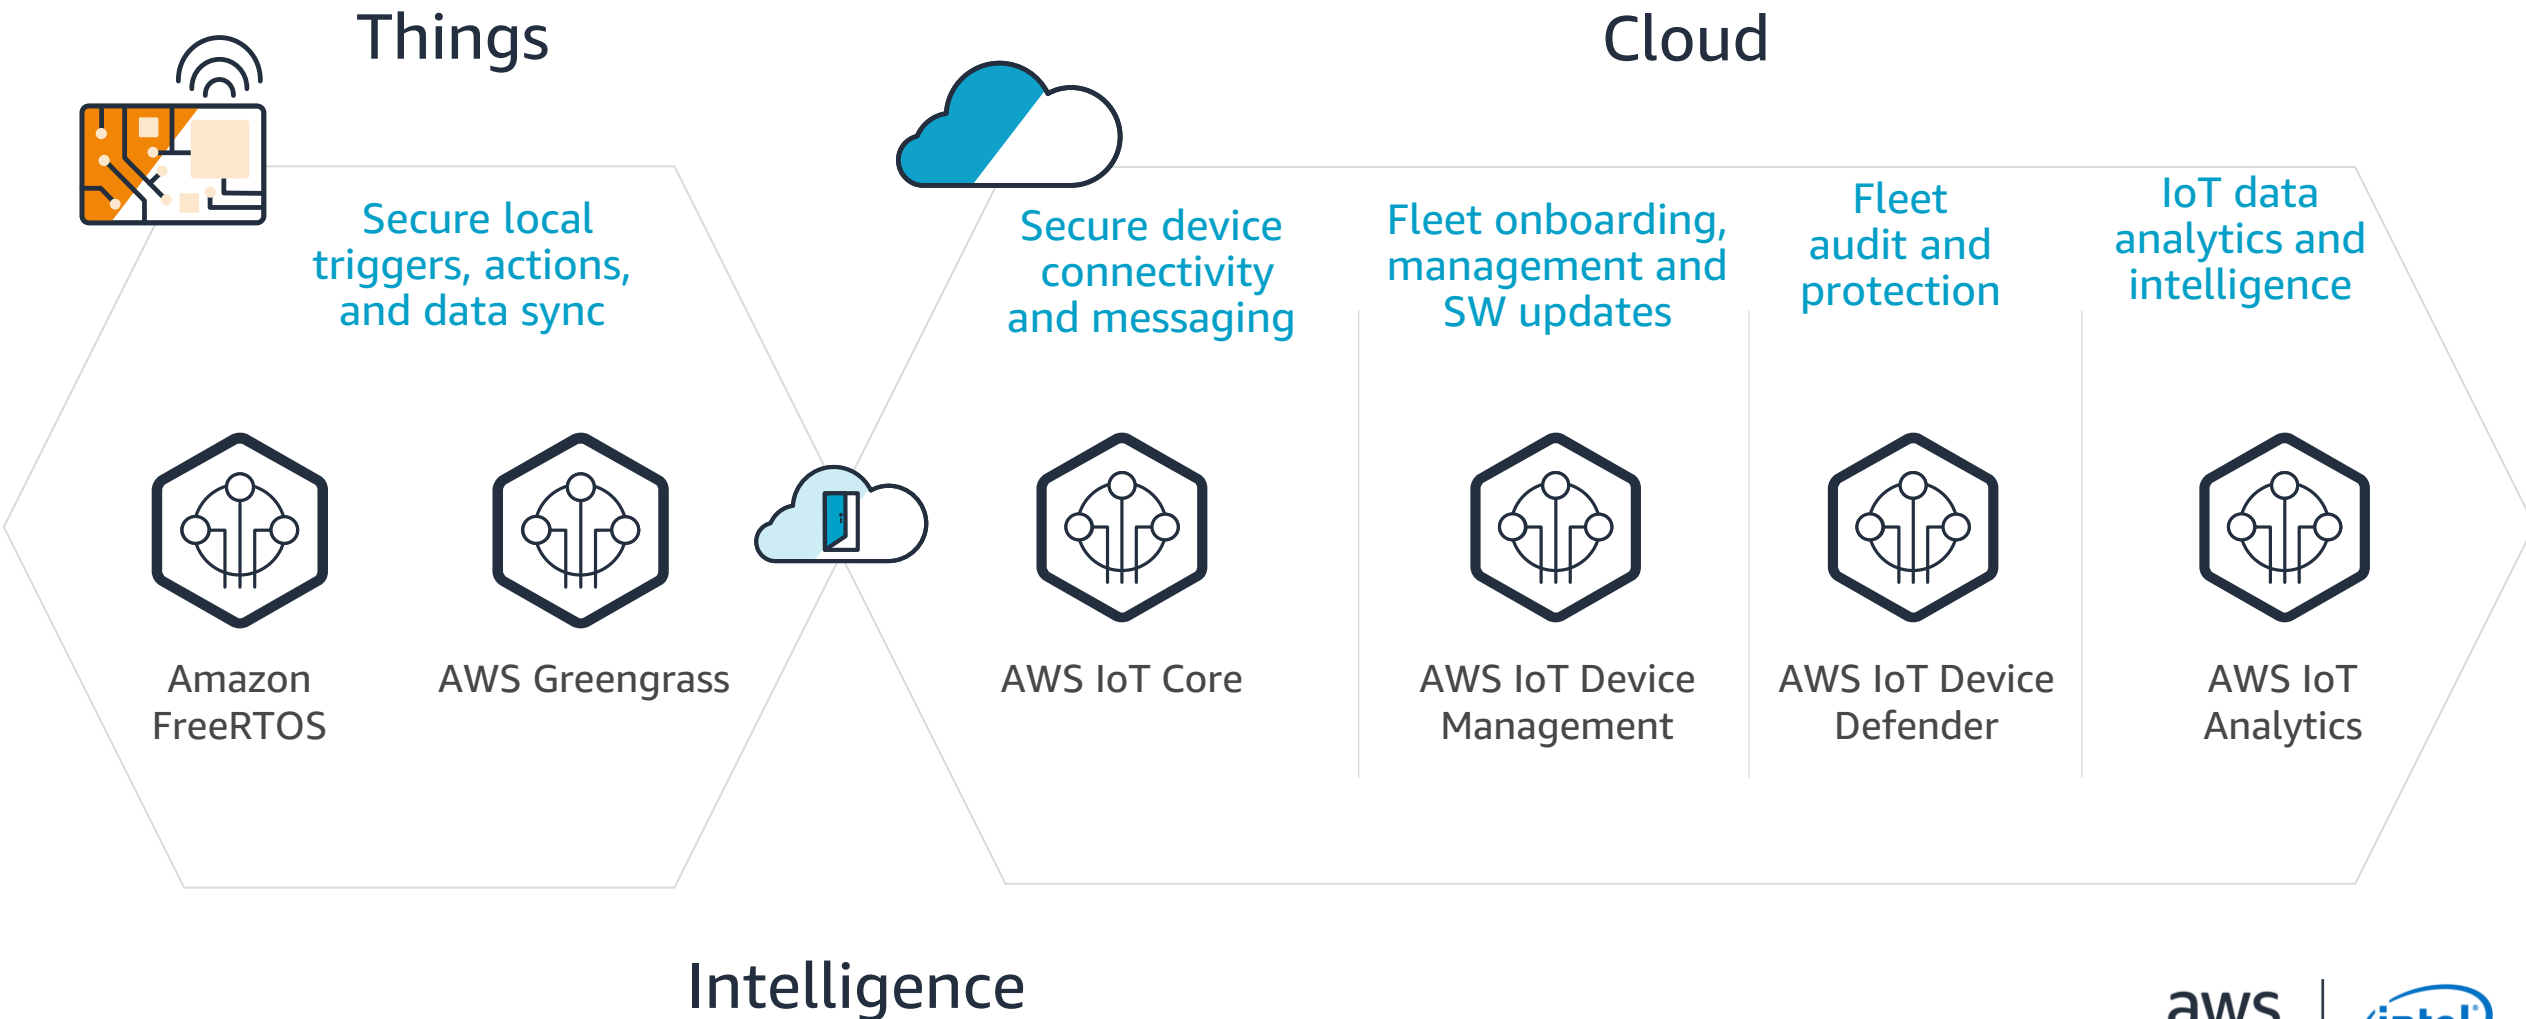 Things
Cloud
Secure local
triggers, actions,
and data sync
Secure device
connectivity
and messaging
Fleet onboarding,
management and
SW updates
Fleet
audit and
protection
IoT data
analytics and
intelligence
Amazon
FreeRTOS
AWS Greengrass
AWS IoT Core
AWS IoT Device
Management
AWS IoT Device
Defender
AWS IoT
Analytics
Intelligence
aws
intel